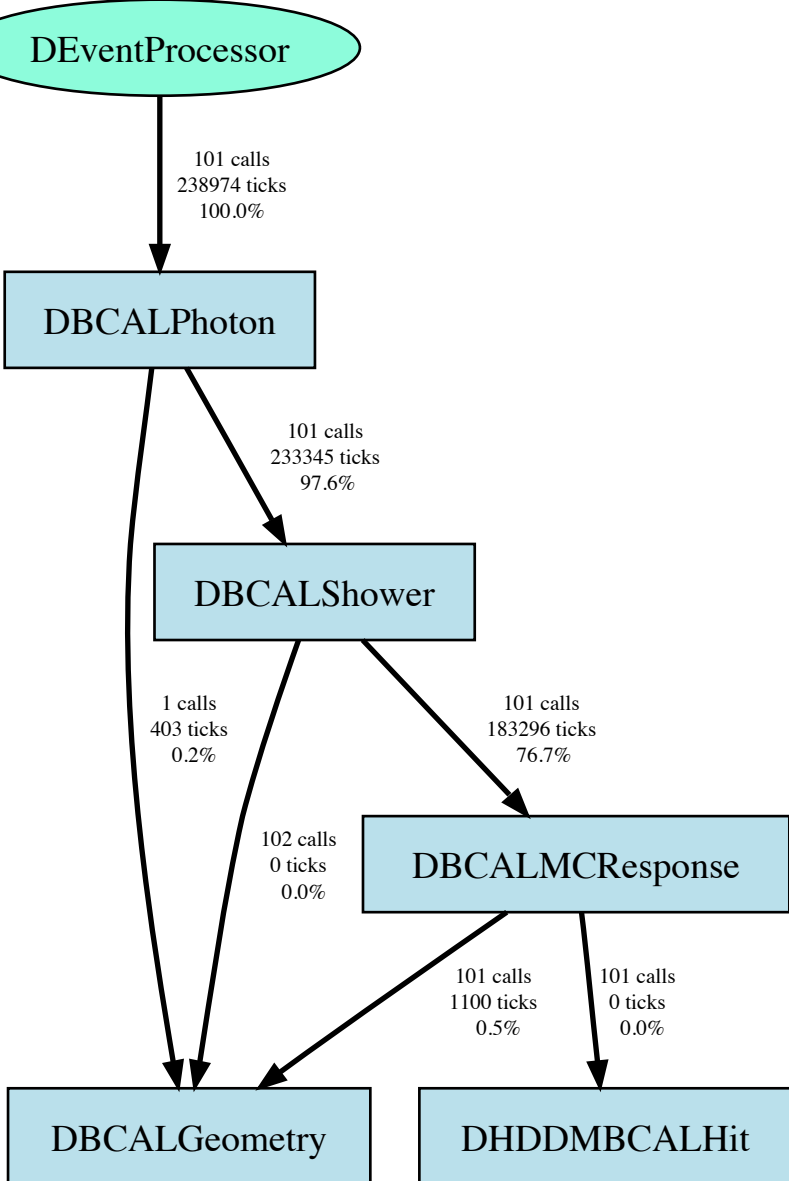 DEventProcessor
101 calls
238974 ticks
100.0%
DBCALPhoton
101 calls
233345 ticks
97.6%
DBCALShower
1 calls
403 ticks
0.2%
101 calls
183296 ticks
76.7%
102 calls
0 ticks
0.0%
DBCALMCResponse
101 calls
1100 ticks
0.5%
101 calls
0 ticks
0.0%
DBCALGeometry
DHDDMBCALHit